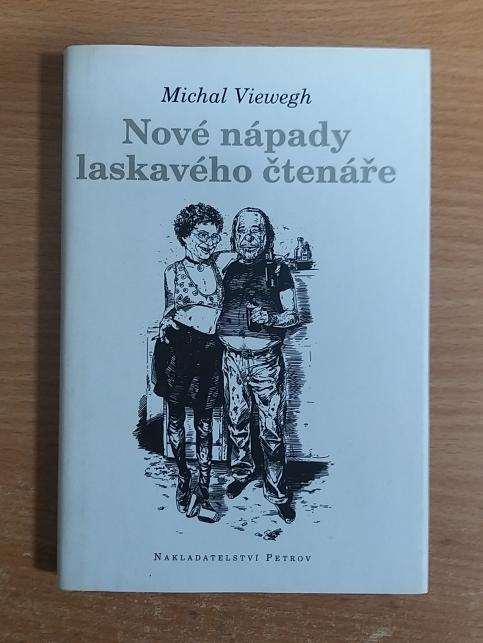 Michal Viewegh
Nové nápady
laskavého čtenáře
NAKLADATELSTVÍ PETROV